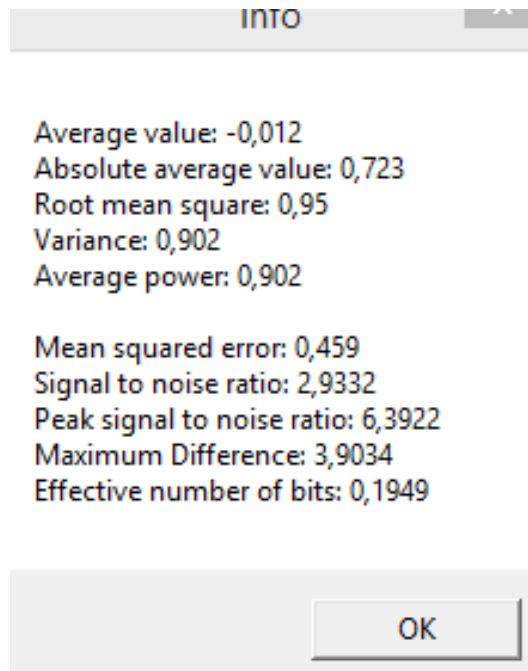 Info
Average value: -0,012
Absolute average value: 0,723
Root mean square: 0,95
Variance: 0,902
Average power: 0,902
Mean squared error: 0,459
Signal to noise ratio: 2,9332
Peak signal to noise ratio: 6,3922
Maximum Difference: 3,9034
Effective number of bits: 0,1949
OK